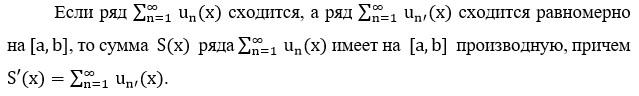 Если ряд ∑ₙ₌₁^∞ uₙ(x) сходится, а ряд ∑ₙ₌₁^∞ uₙ′(x) сходится равномерно
на [a, b], то сумма S(x) ряда ∑ₙ₌₁^∞ uₙ(x) имеет на [a, b] производную, причем
S′(x) = ∑ₙ₌₁^∞ uₙ′(x).